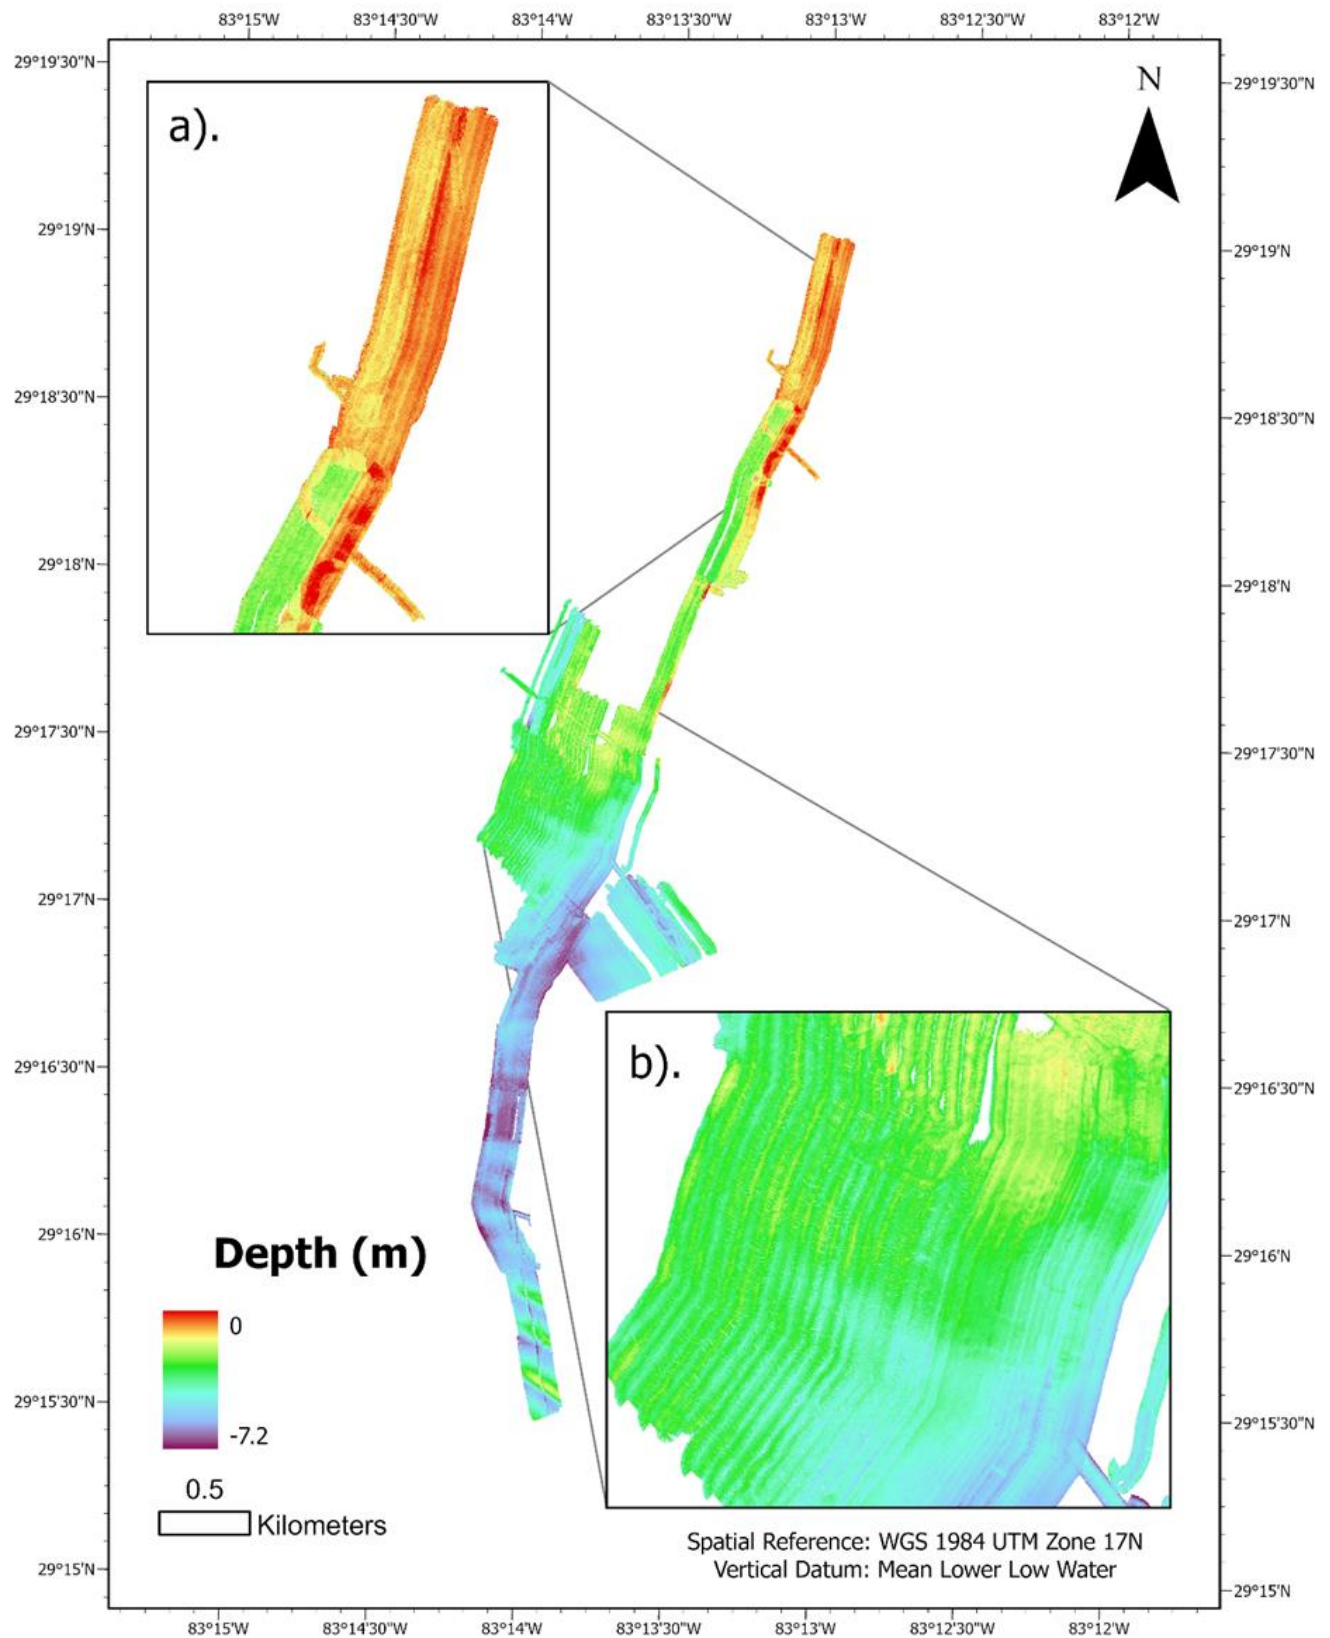 83°15'W 83°14'30"W 83°14'W 83°13'30"W 83°13'W 83°12'30"W 83°12'W
29°19'30"N
29°19'30"N
N
a).
29°19'N
29°19'N
29°18'30"N
29°18'30"N
29°18'N
29°18'N
29°17'30"N
29°17'30"N
29°17'N
29°17'N
29°16'30"N
29°16'30"N
b).
29°16'N
29°16'N
Depth (m)
0
-7.2
29°15'30"N
29°15'30"N
0.5
Kilometers
Spatial Reference: WGS 1984 UTM Zone 17N
Vertical Datum: Mean Lower Low Water
29°15'N
29°15'N
83°15'W 83°14'30"W 83°14'W 83°13'30"W 83°13'W 83°12'30"W 83°12'W